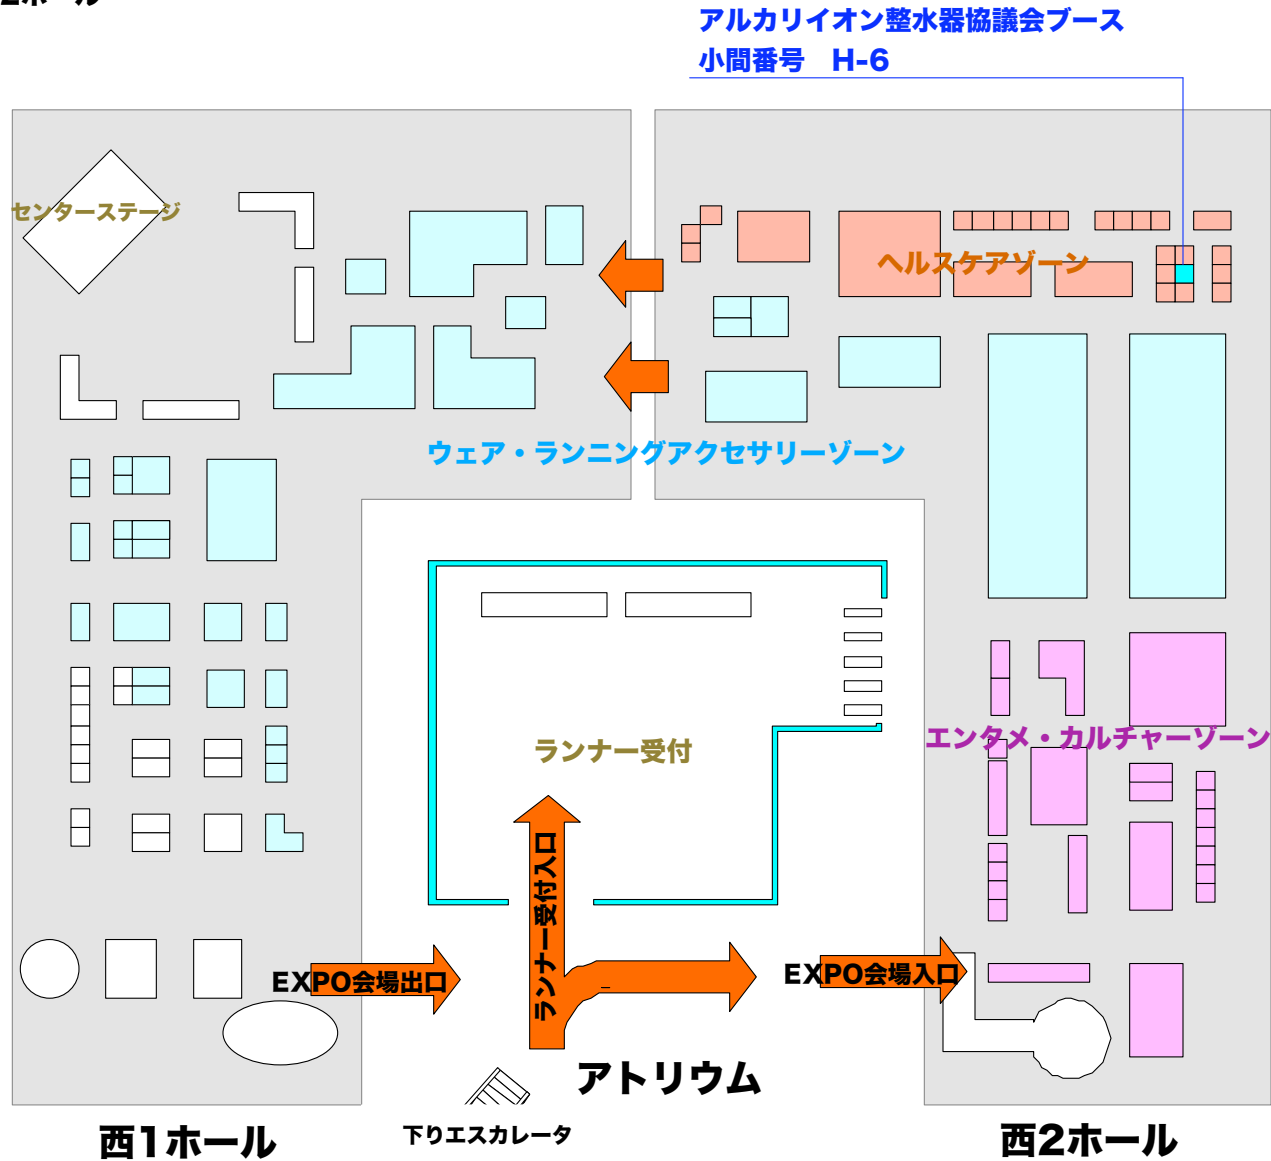 2ホール
アルカリイオン整水器協議会ブース
小間番号 H-6
センターステージ
ヘルスケアゾーン
ウェア・ランニングアクセサリーゾーン
ランナー受付
エンタメ・カルチャーゾーン
ランナー受付入口
EXPO会場出口
EXPO会場入口
アトリウム
下りエスカレータ
西1ホール
西2ホール